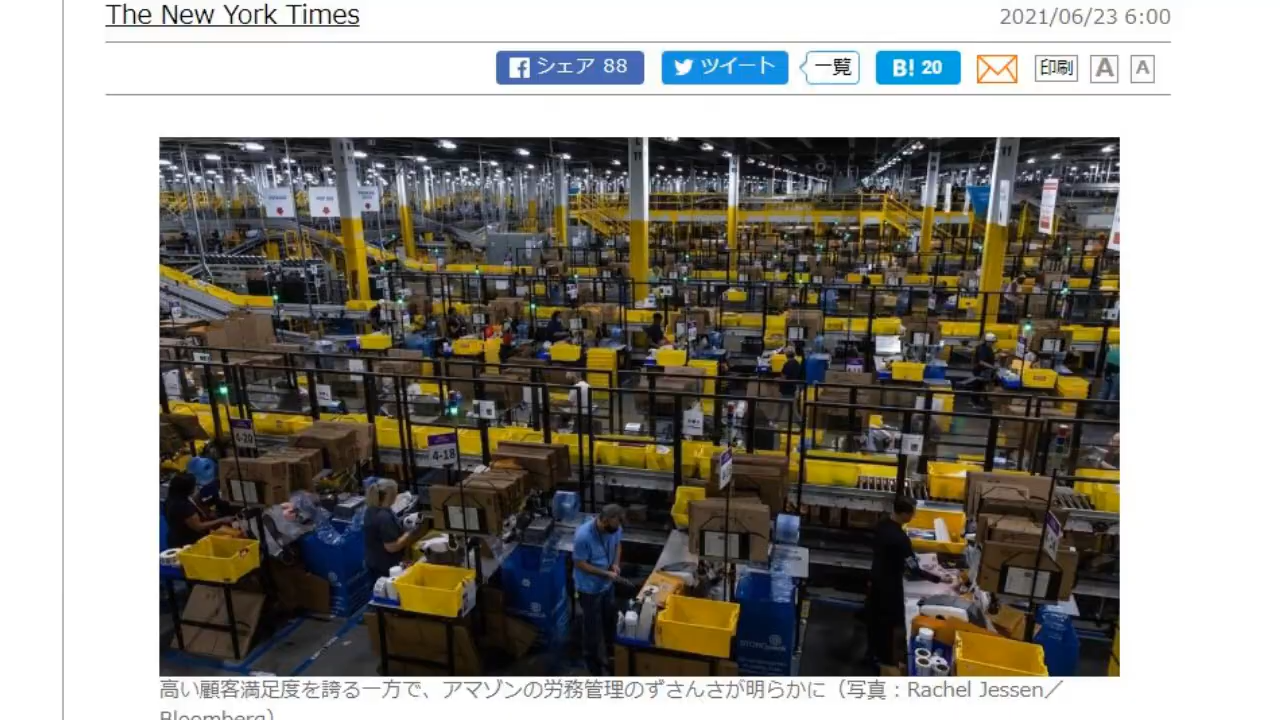 The New York Times
2021/06/23 6:00
シェア 88
ツイート
一覧
B! 20
印刷
A
A
4-20
4-18
高い顧客満足度を誇る一方で、アマゾンの労務管理のずさんさが明らかに（写真：Rachel Jessen／
Bloomberg）